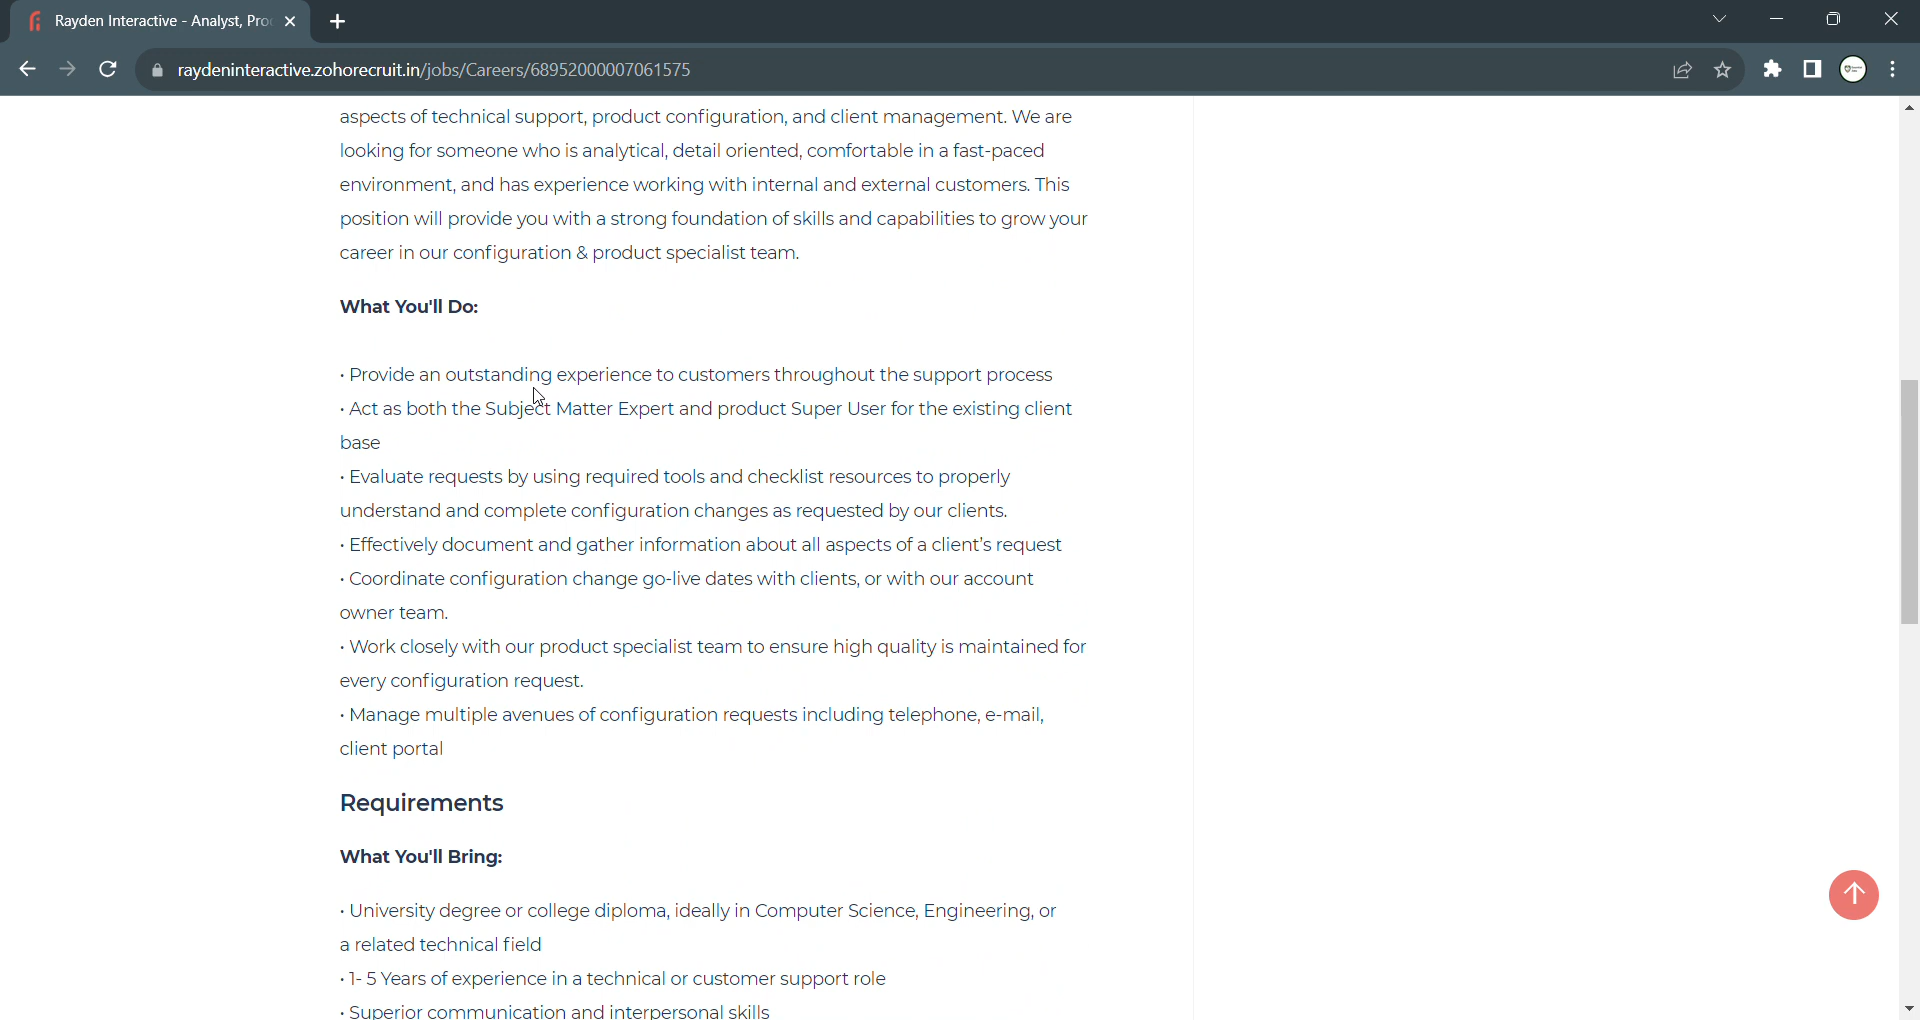 Rayden Interactive - Analyst, Pro
raydeninteractive.zohorecruit.in/jobs/Careers/68952000007061575
aspects of technical support, product configuration, and client management. We are
looking for someone who is analytical, detail oriented, comfortable in a fast-paced
environment, and has experience working with internal and external customers. This
position will provide you with a strong foundation of skills and capabilities to grow your
career in our configuration & product specialist team.
What You'll Do:
• Provide an outstanding experience to customers throughout the support process
• Act as both the Subject Matter Expert and product Super User for the existing client
base
• Evaluate requests by using required tools and checklist resources to properly
understand and complete configuration changes as requested by our clients.
• Effectively document and gather information about all aspects of a client's request
• Coordinate configuration change go-live dates with clients, or with our account
owner team.
• Work closely with our product specialist team to ensure high quality is maintained for
every configuration request.
• Manage multiple avenues of configuration requests including telephone, e-mail,
client portal
Requirements
What You'll Bring:
• University degree or college diploma, ideally in Computer Science, Engineering, or
a related technical field
• 1- 5 Years of experience in a technical or customer support role
• Superior communication and interpersonal skills